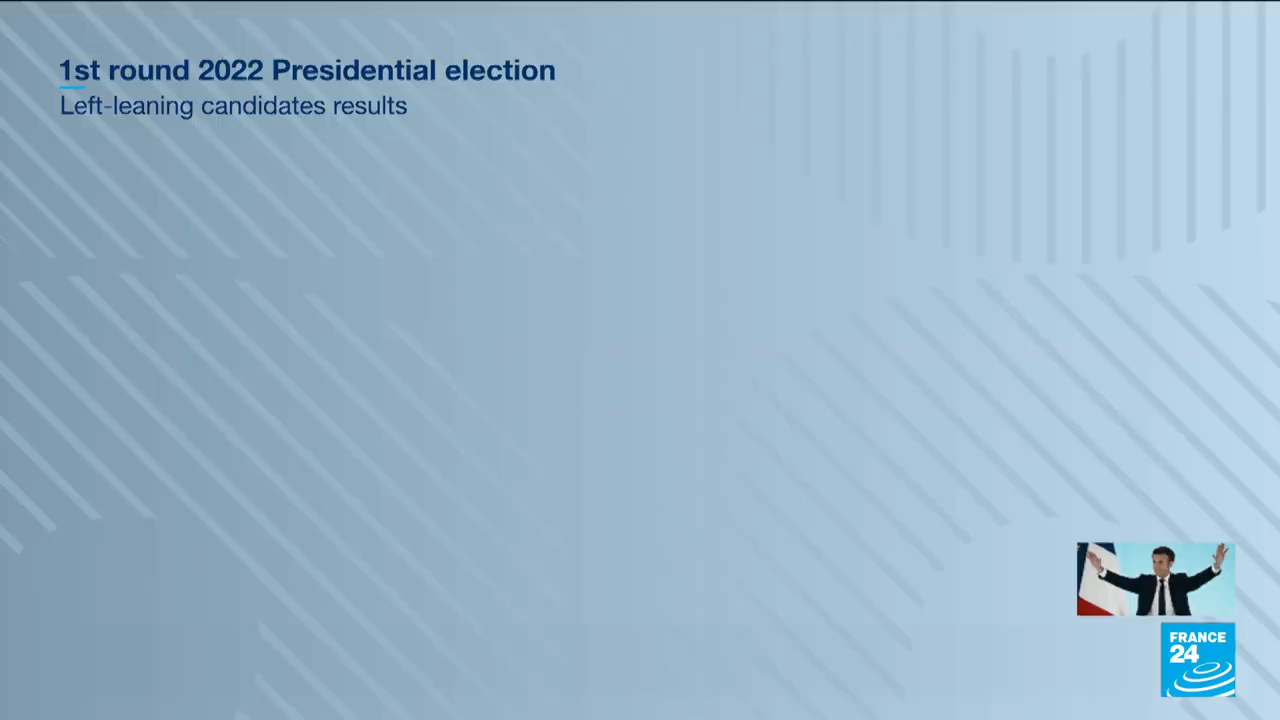 1st round 2022 Presidential election
Left-leaning candidates results
FRANCE
24